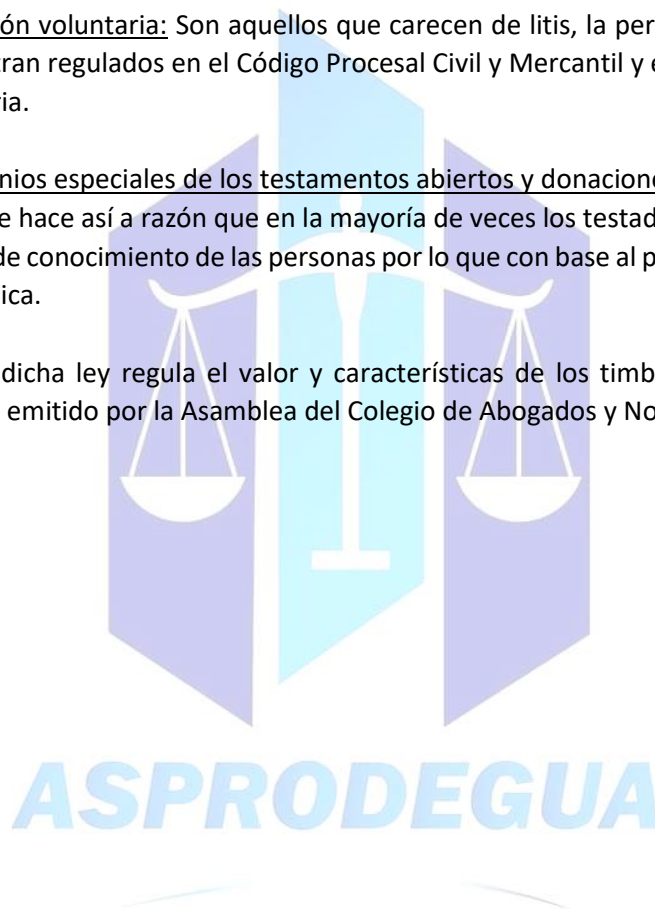 ón voluntaria: Son aquellos que carecen de litis, la per
tran regulados en el Código Procesal Civil y Mercantil y e
ria.
nios especiales de los testamentos abiertos y donacion
e hace así a razón que en la mayoría de veces los testad
de conocimiento de las personas por lo que con base al p
ica.
dicha ley regula el valor y características de los timb
emitido por la Asamblea del Colegio de Abogados y No
ASPRODEGUA